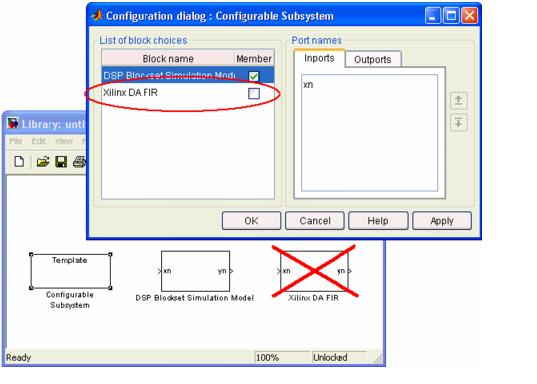 Configuration dialog : Configurable Subsystem
List of block choices
Block name Member
DSP Blockset Simulation Mod
Xilinx DA FIR
Port names
Inports Outports
xn
OK Cancel Help Apply
Library: unti
File Edit View
Template
Configurable
Subsystem
xn yn
DSP Blockset Simulation Model
xn yn
Xilinx DA FIR
Ready 100% Unlocked